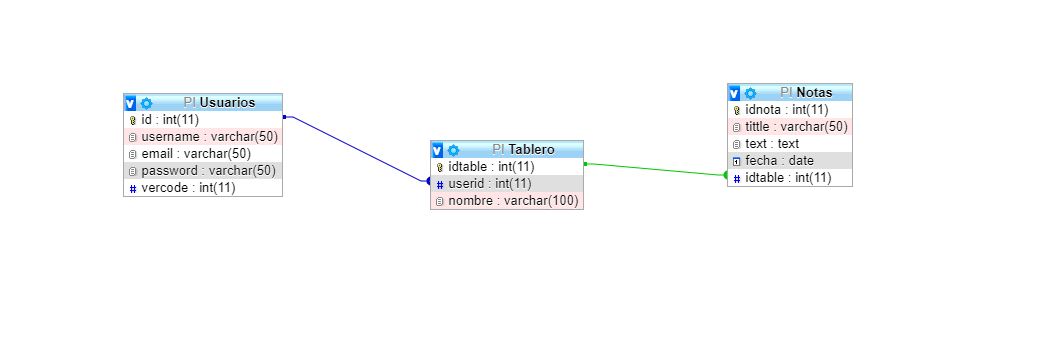 PI Usuarios
id : int(11)
username : varchar(50)
email : varchar(50)
password : varchar(50)
vercode : int(11)
PI Tablero
idtable : int(11)
userid : int(11)
nombre : varchar(100)
PI Notas
idnota : int(11)
tittle : varchar(50)
text : text
fecha : date
idtable : int(11)